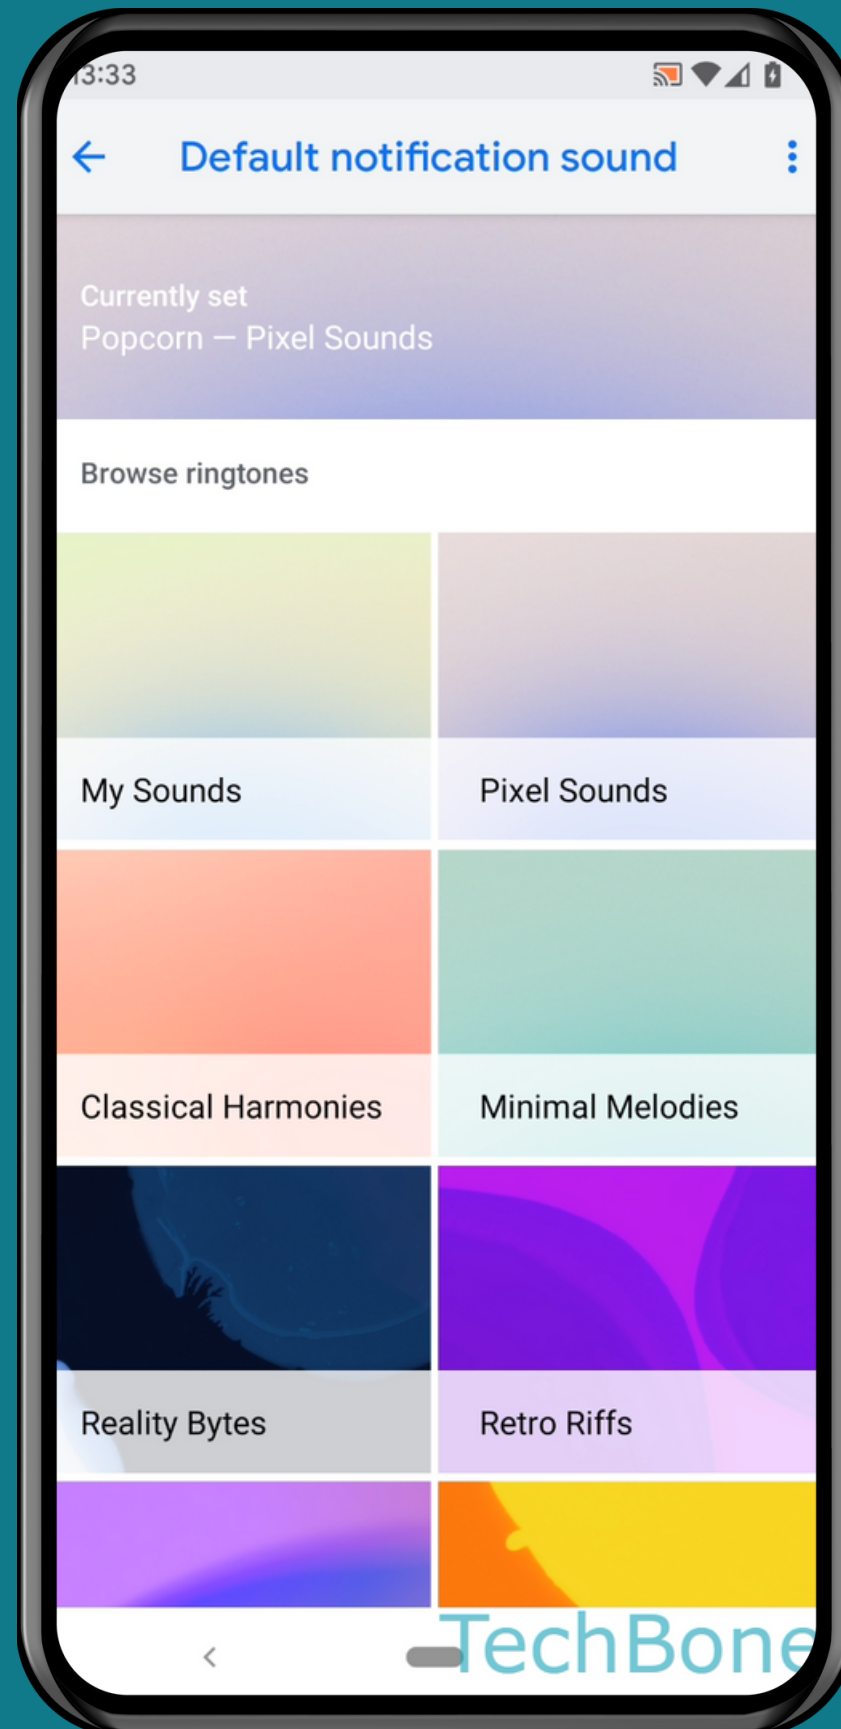 13:33
Default notification sound
Currently set
Popcorn — Pixel Sounds
Browse ringtones
My Sounds
Pixel Sounds
Classical Harmonies
Minimal Melodies
Reality Bytes
Retro Riffs
TechBone